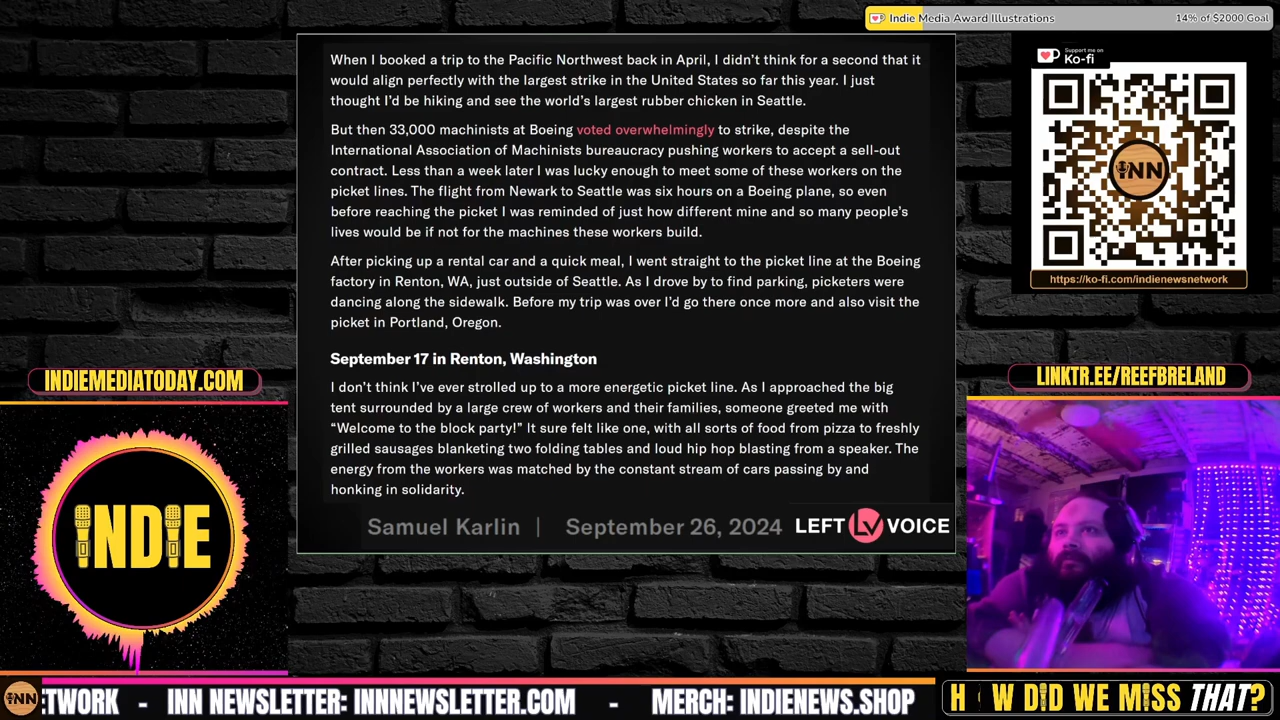 Indie Media Award Illustrations
14% of $2000 Goal
When I booked a trip to the Pacific Northwest back in April, I didn't think for a second that it
would align perfectly with the largest strike in the United States so far this year. I just
thought I'd be hiking and see the world's largest rubber chicken in Seattle.
But then 33,000 machinists at Boeing voted overwhelmingly to strike, despite the
International Association of Machinists bureaucracy pushing workers to accept a sell-out
contract. Less than a week later I was lucky enough to meet some of these workers on the
picket lines. The flight from Newark to Seattle was six hours on a Boeing plane, so even
before reaching the picket I was reminded of just how different mine and so many people's
lives would be if not for the machines these workers build.
After picking up a rental car and a quick meal, I went straight to the picket line at the Boeing
factory in Renton, WA, just outside of Seattle. As I drove by to find parking, picketers were
dancing along the sidewalk. Before my trip was over I'd go there once more and also visit the
picket in Portland, Oregon.
September 17 in Renton, Washington
I don't think I've ever strolled up to a more energetic picket line. As I approached the big
tent surrounded by a large crew of workers and their families, someone greeted me with
"Welcome to the block party!" It sure felt like one, with all sorts of food from pizza to freshly
grilled sausages blanketing two folding tables and loud hip hop blasting from a speaker. The
energy from the workers was matched by the constant stream of cars passing by and
honking in solidarity.
Samuel Karlin | September 26, 2024 LEFT LV VOICE
Support me on
Ko-fi
INN
https://ko-fi.com/indienewsnetwork
INDIEMEDIATODAY.COM
LINKTR.EE/REEFBRELAND
INDIE
INN
ETWORK - INN NEWSLETTER: INNNEWSLETTER.COM - MERCH: INDIENEWS.SHOP
H W DID WE MISS THAT?